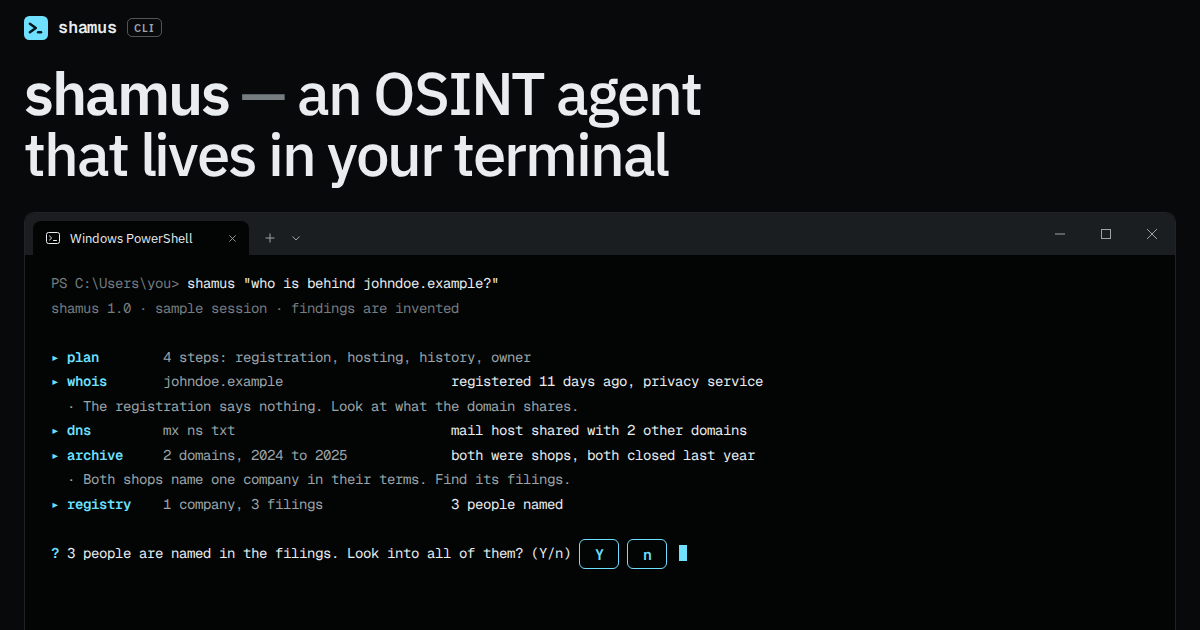 shamus CLI
shamus — an OSINT agent
that lives in your terminal
Windows PowerShell
PS C:\Users\you> shamus "who is behind johndoe.example?"
shamus 1.0 · sample session · findings are invented
▸ plan 4 steps: registration, hosting, history, owner
▸ whois johndoe.example registered 11 days ago, privacy service
· The registration says nothing. Look at what the domain shares.
▸ dns mx ns txt mail host shared with 2 other domains
▸ archive 2 domains, 2024 to 2025 both were shops, both closed last year
· Both shops name one company in their terms. Find its filings.
▸ registry 1 company, 3 filings 3 people named
? 3 people are named in the filings. Look into all of them? (Y/n) Y n